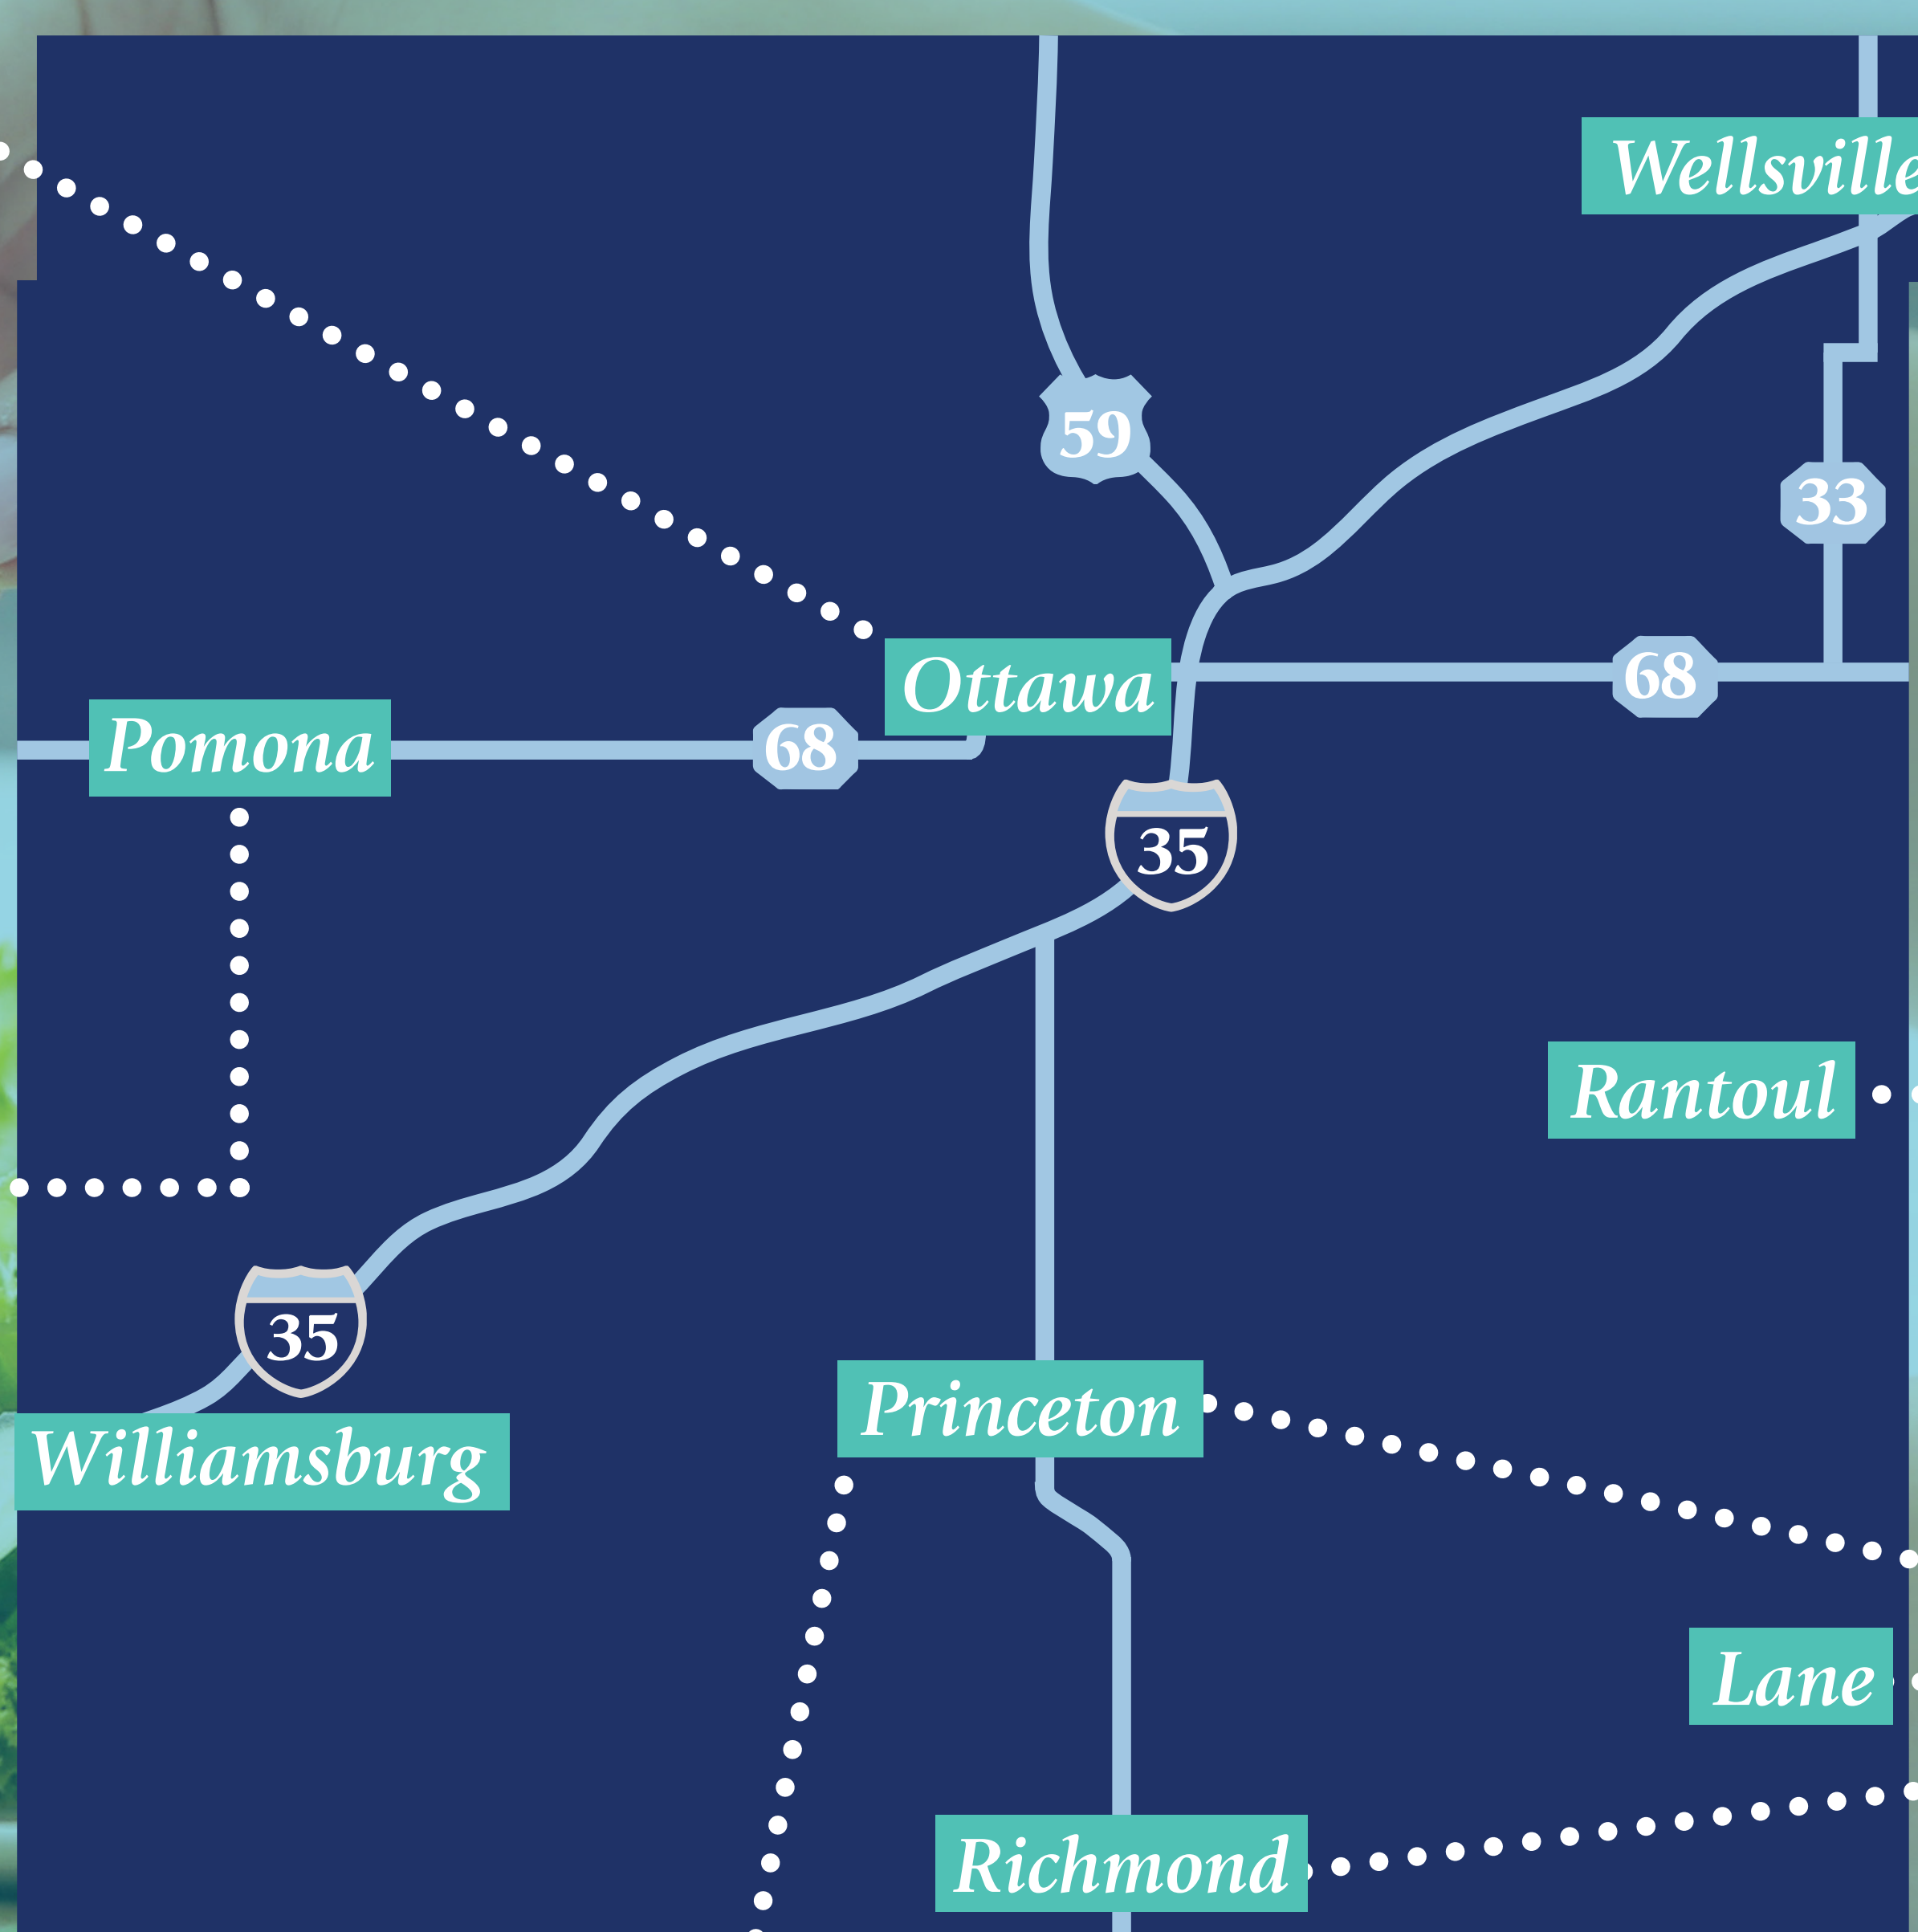 Wellsville
59
33
Ottawa
68
Pomona
68
35
Rantoul
35
Princeton
Williamsburg
Lane
Richmond